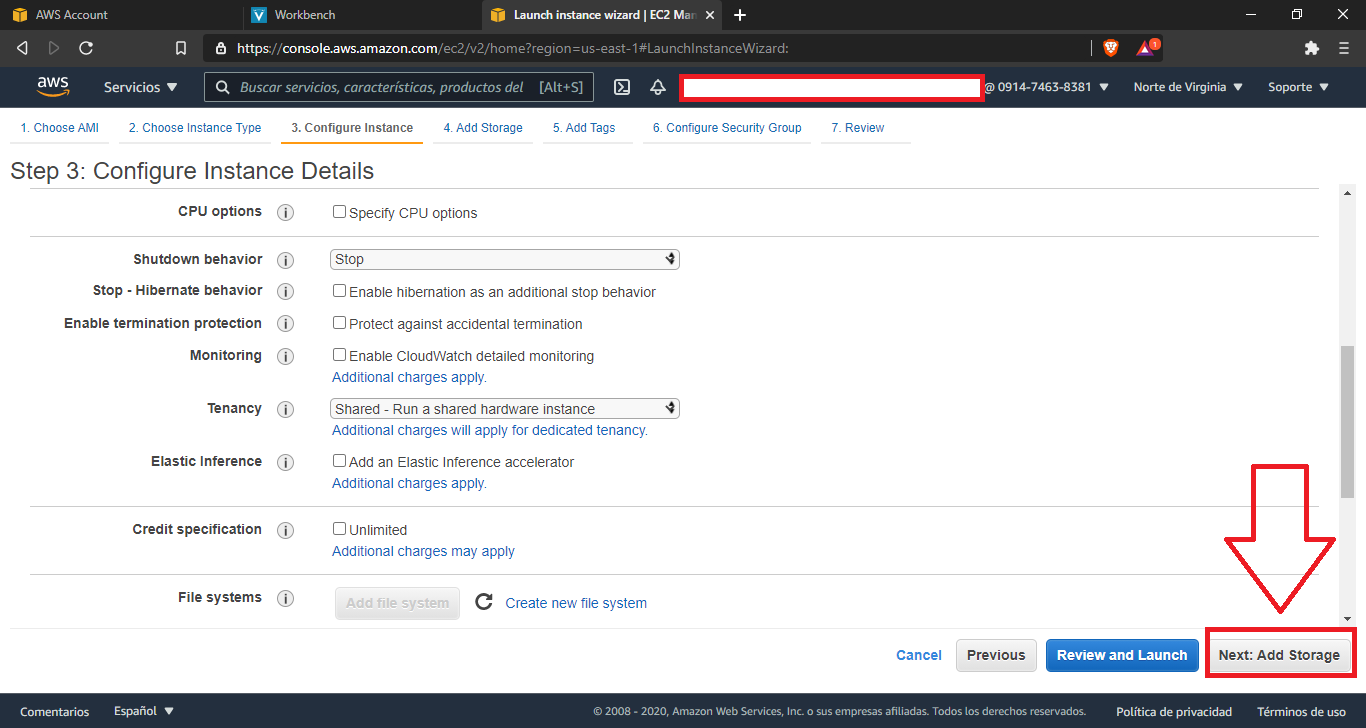 AWS Account
Workbench
Launch instance wizard | EC2 Man
https://console.aws.amazon.com/ec2/v2/home?region=us-east-1#LaunchInstanceWizard:
1
aws
Servicios
Buscar servicios, características, productos del [Alt+S]
@ 0914-7463-8381
Norte de Virginia
Soporte
1. Choose AMI
2. Choose Instance Type
3. Configure Instance
4. Add Storage
5. Add Tags
6. Configure Security Group
7. Review
Step 3: Configure Instance Details
CPU options
Specify CPU options
Shutdown behavior
Stop
Stop - Hibernate behavior
Enable hibernation as an additional stop behavior
Enable termination protection
Protect against accidental termination
Monitoring
Enable CloudWatch detailed monitoring
Additional charges apply.
Tenancy
Shared - Run a shared hardware instance
Additional charges will apply for dedicated tenancy.
Elastic Inference
Add an Elastic Inference accelerator
Additional charges apply.
Credit specification
Unlimited
Additional charges may apply
File systems
Add file system
Create new file system
Cancel
Previous
Review and Launch
Next: Add Storage
Comentarios
Español
© 2008 - 2020, Amazon Web Services, Inc. o sus empresas afiliadas. Todos los derechos reservados.
Política de privacidad
Términos de uso